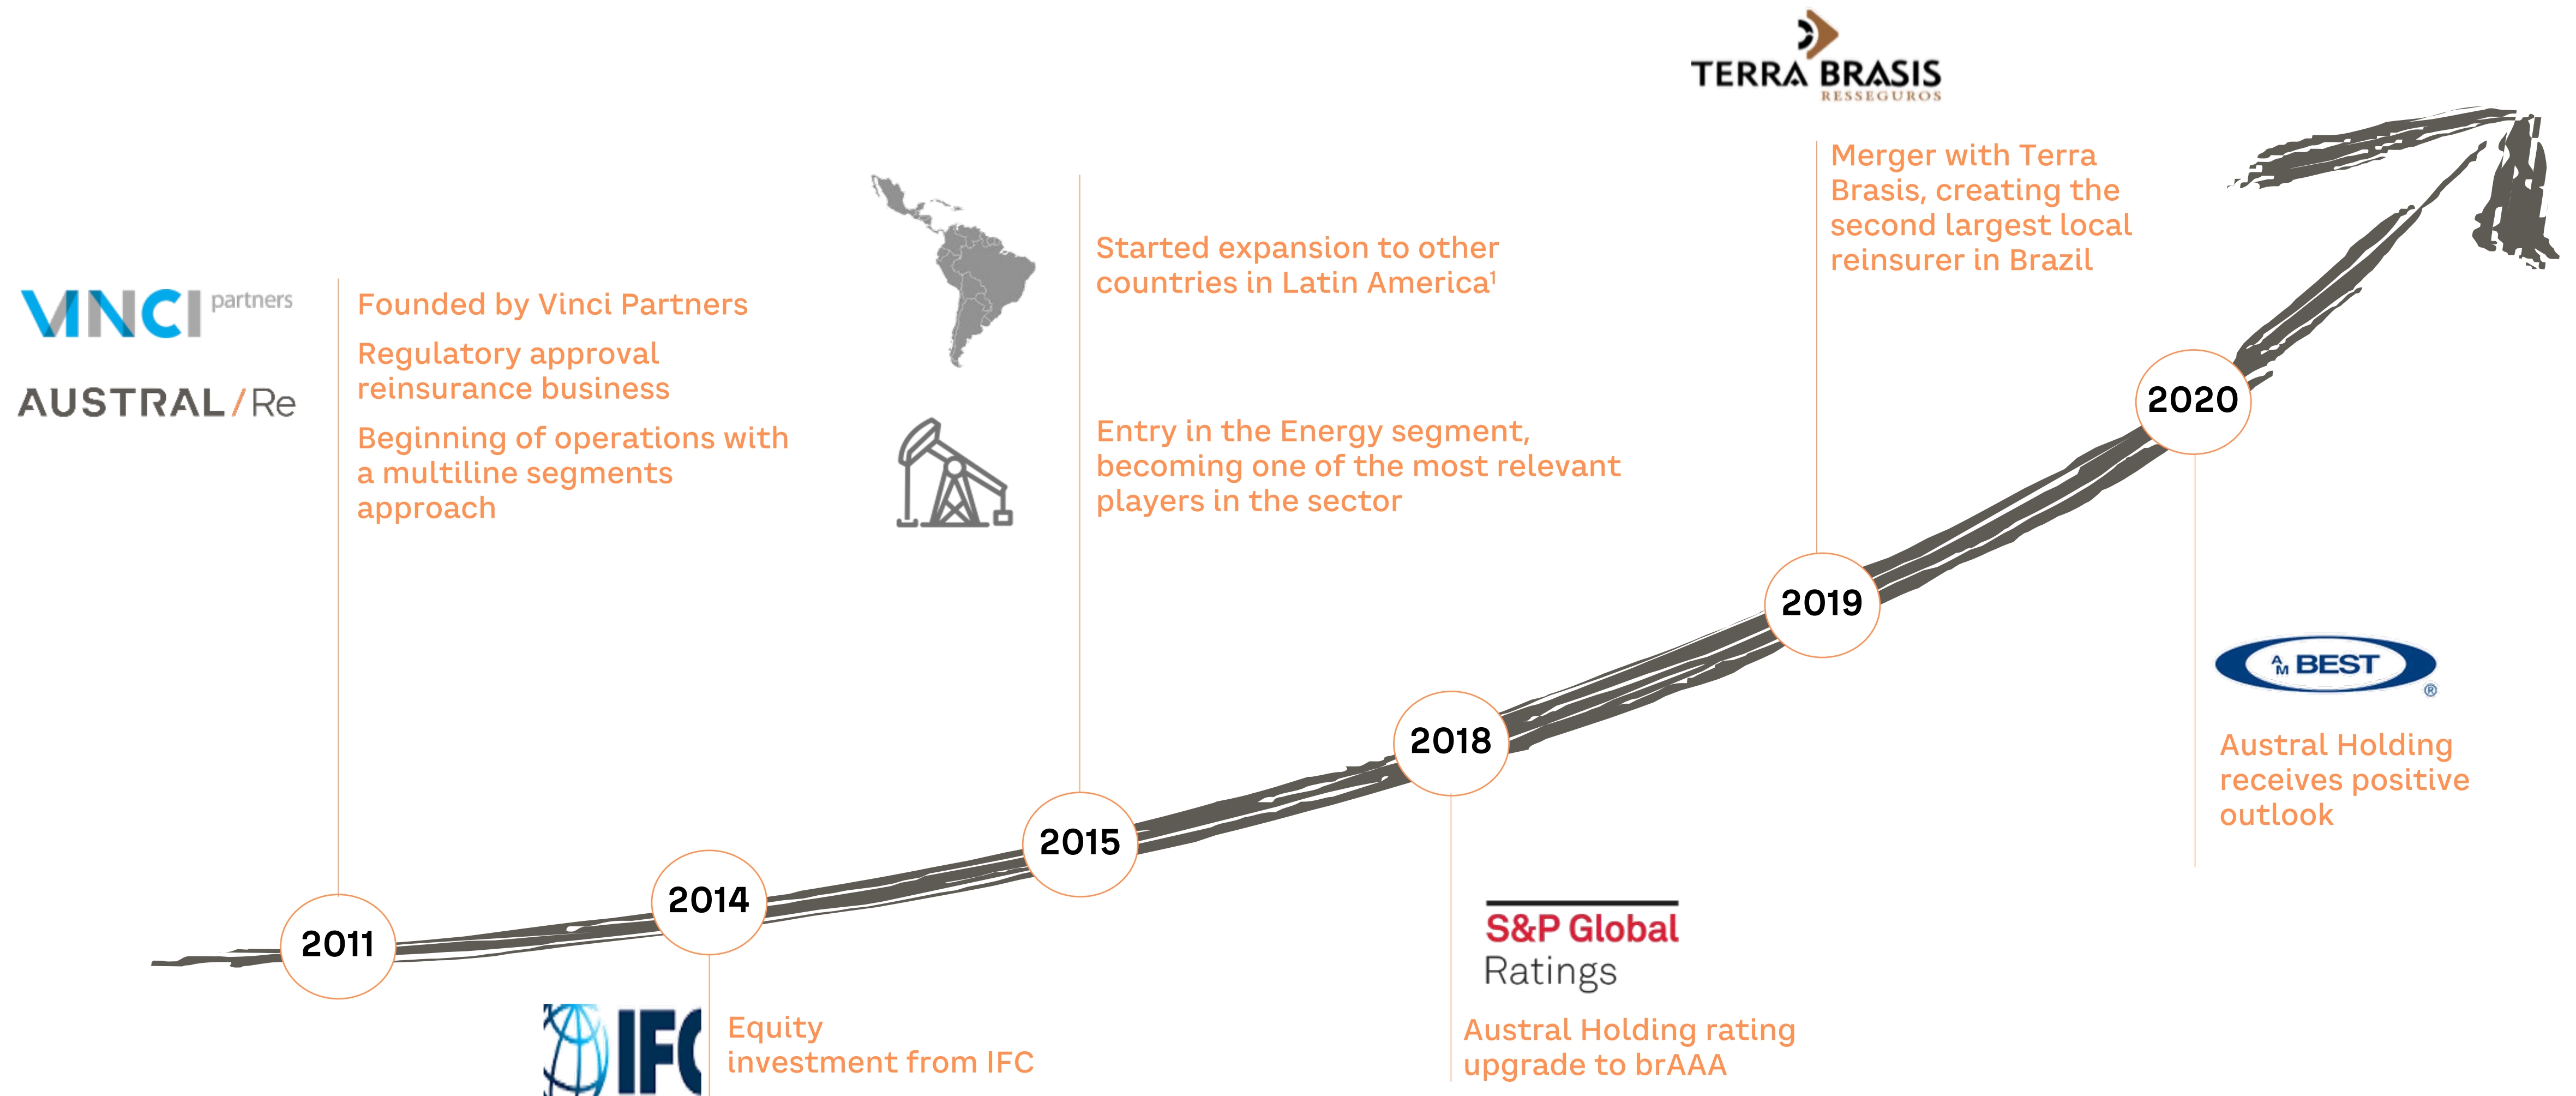 VINCI partners
AUSTRAL/Re
Founded by Vinci Partners
Regulatory approval
reinsurance business
Beginning of operations with
a multiline segments
approach
2011
IFC
Equity
investment from IFC
2014
Started expansion to other
countries in Latin America¹
Entry in the Energy segment,
becoming one of the most relevant
players in the sector
2015
2018
S&P Global
Ratings
Austral Holding rating
upgrade to brAAA
TERRA BRASIS
RESSEGUROS
Merger with Terra
Brasis, creating the
second largest local
reinsurer in Brazil
2019
2020
AM BEST
®
Austral Holding
receives positive
outlook